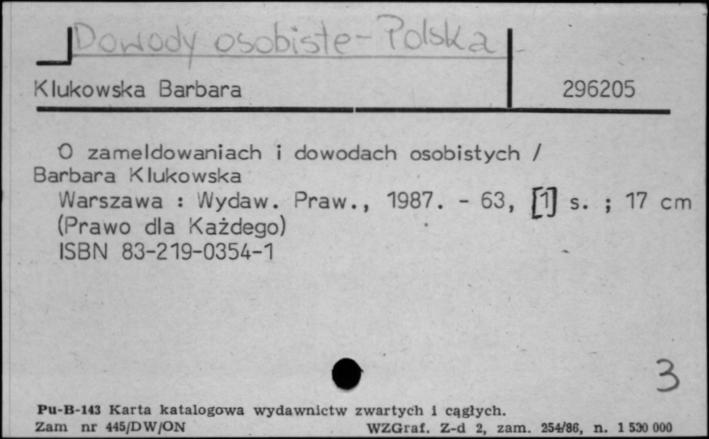 Dowody osobiste - Polska
Klukowska Barbara 296205
O zameldowaniach i dowodach osobistych /
Barbara Klukowska
Warszawa : Wydaw. Praw., 1987. - 63, [1] s. ; 17 cm
(Prawo dla Każdego)
ISBN 83-219-0354-1
3
Pu-B-143 Karta katalogowa wydawnictw zwartych i cągłych.
Zam nr 445/DW/ON WZGraf. Z-d 2, zam. 254/86, n. 1 530 000